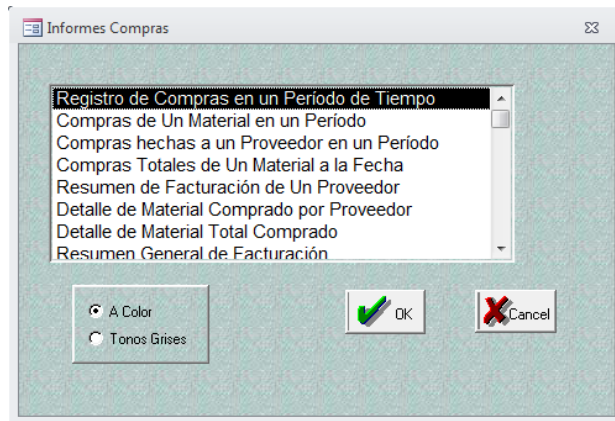 Informes Compras
Registro de Compras en un Período de Tiempo
Compras de Un Material en un Período
Compras hechas a un Proveedor en un Período
Compras Totales de Un Material a la Fecha
Resumen de Facturación de Un Proveedor
Detalle de Material Comprado por Proveedor
Detalle de Material Total Comprado
Resumen General de Facturación
A Color
Tonos Grises
OK
Cancel